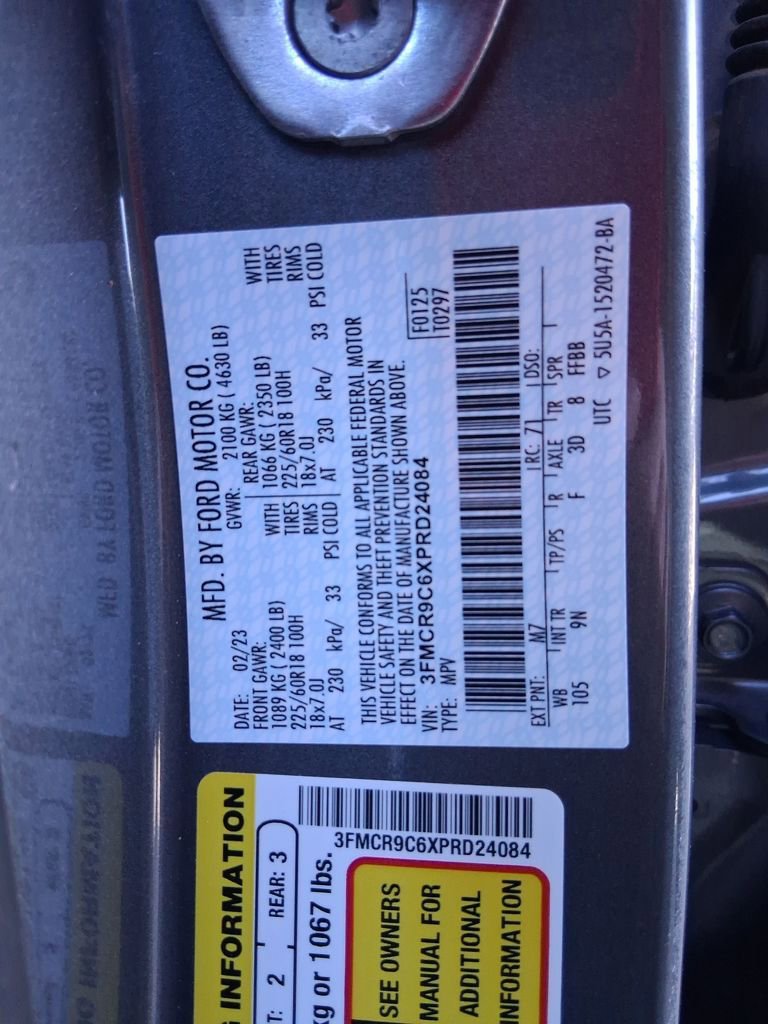 MFD. BY FORD MOTOR CO.
DATE: 02/23 GVWR: 2100 KG ( 4630 LB)
FRONT GAWR: REAR GAWR:
1089 KG ( 2400 LB) WITH 1066 KG ( 2350 LB) WITH
225/60R18 100H TIRES 225/60R18 100H TIRES
18x7.0J RIMS 18x7.0J RIMS
AT 230 kPa/ 33 PSI COLD AT 230 kPa/ 33 PSI COLD
THIS VEHICLE CONFORMS TO ALL APPLICABLE FEDERAL MOTOR
VEHICLE SAFETY AND THEFT PREVENTION STANDARDS IN
EFFECT ON THE DATE OF MANUFACTURE SHOWN ABOVE.
F0125
T0297
VIN: 3FMCR9C6XPRD24084
TYPE: MPV
EXT PNT: M7 RC: 71 DSO:
WB INT TR TP/PS R AXLE TR SPR
105 9N F 3D 8 FFBB
UTC ▽ 5U5A-1520472-BA
INFORMATION
2 REAR: 3
kg or 1067 lbs.
3FMCR9C6XPRD24084
SEE OWNERS
MANUAL FOR
ADDITIONAL
INFORMATION